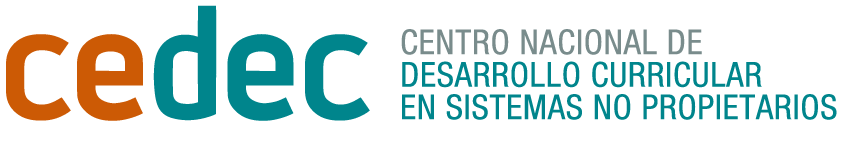 cedec
CENTRO NACIONAL DE
DESARROLLO CURRICULAR
EN SISTEMAS NO PROPIETARIOS